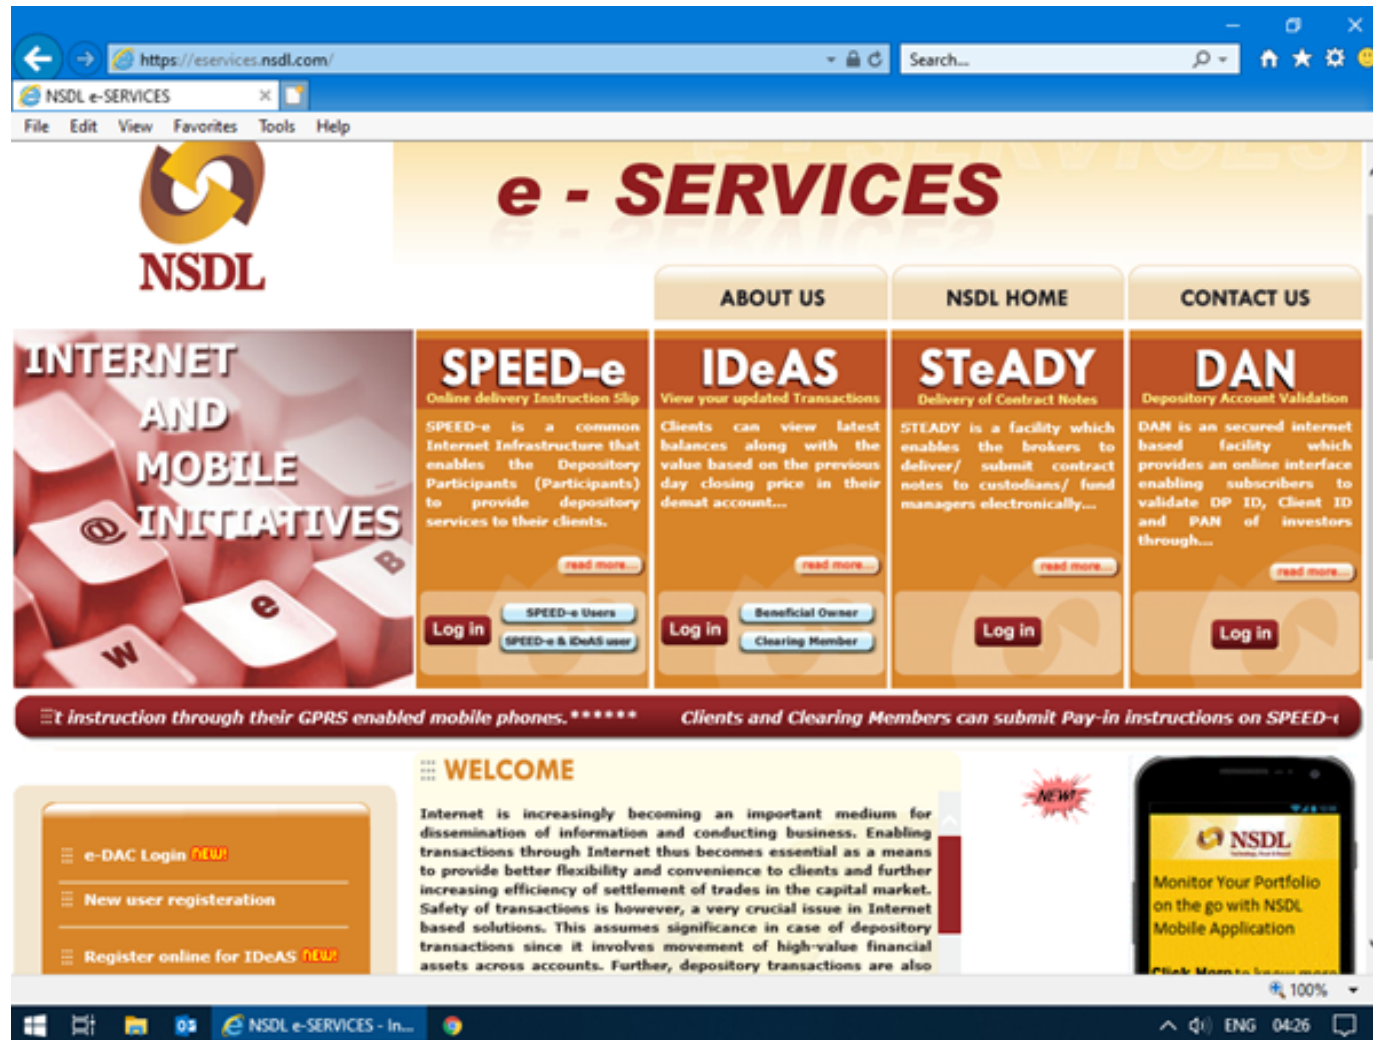 https://eservices.nsdl.com/
Search...
NSDL e-SERVICES
File Edit View Favorites Tools Help
NSDL
e - SERVICES
ABOUT US
NSDL HOME
CONTACT US
INTERNET
AND
MOBILE
INITIATIVES
SPEED-e
Online delivery Instruction Slip
SPEED-e is a common
Internet Infrastructure that
enables the Depository
Participants (Participants)
to provide depository
services to their clients.
read more...
Log in
SPEED-e Users
SPEED-e & IDeAS user
IDeAS
View your updated Transactions
Clients can view latest
balances along with the
value based on the previous
day closing price in their
demat account...
read more...
Log in
Beneficial Owner
Clearing Member
STeADY
Delivery of Contract Notes
STEADY is a facility which
enables the brokers to
deliver/ submit contract
notes to custodians/ fund
managers electronically...
read more...
Log in
DAN
Depository Account Validation
DAN is an secured internet
based facility which
provides an online interface
enabling subscribers to
validate DP ID, Client ID
and PAN of investors
through...
read more...
Log in
@
B
e
W
t instruction through their GPRS enabled mobile phones.****** Clients and Clearing Members can submit Pay-in instructions on SPEED-e
e-DAC Login NEW!
New user registeration
Register online for IDeAS NEW!
WELCOME
Internet is increasingly becoming an important medium for
dissemination of information and conducting business. Enabling
transactions through Internet thus becomes essential as a means
to provide better flexibility and convenience to clients and further
increasing efficiency of settlement of trades in the capital market.
Safety of transactions is however, a very crucial issue in Internet
based solutions. This assumes significance in case of depository
transactions since it involves movement of high-value financial
assets across accounts. Further, depository transactions are also
NEW!
NSDL
Monitor Your Portfolio
on the go with NSDL
Mobile Application
Click Here to know more
100%
NSDL e-SERVICES - In...
ENG 04:26